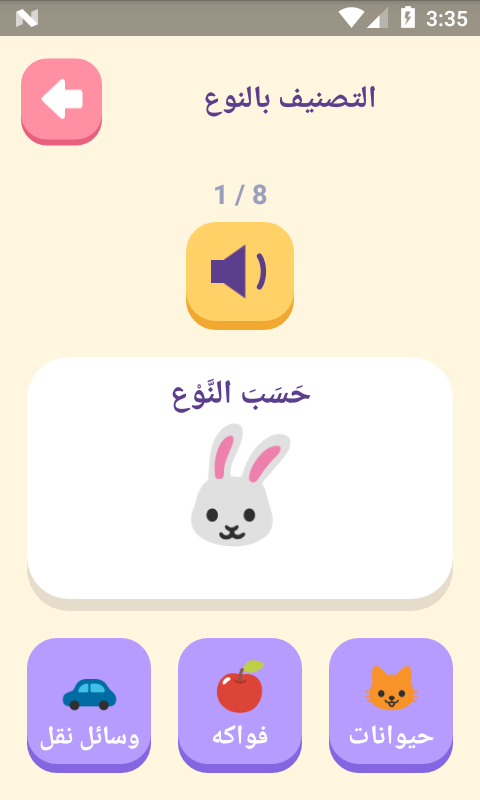 3:35
التصنيف بالنوع
1 / 8
حَسَبَ النَّوْع
حيوانات
فواكه
وسائل نقل